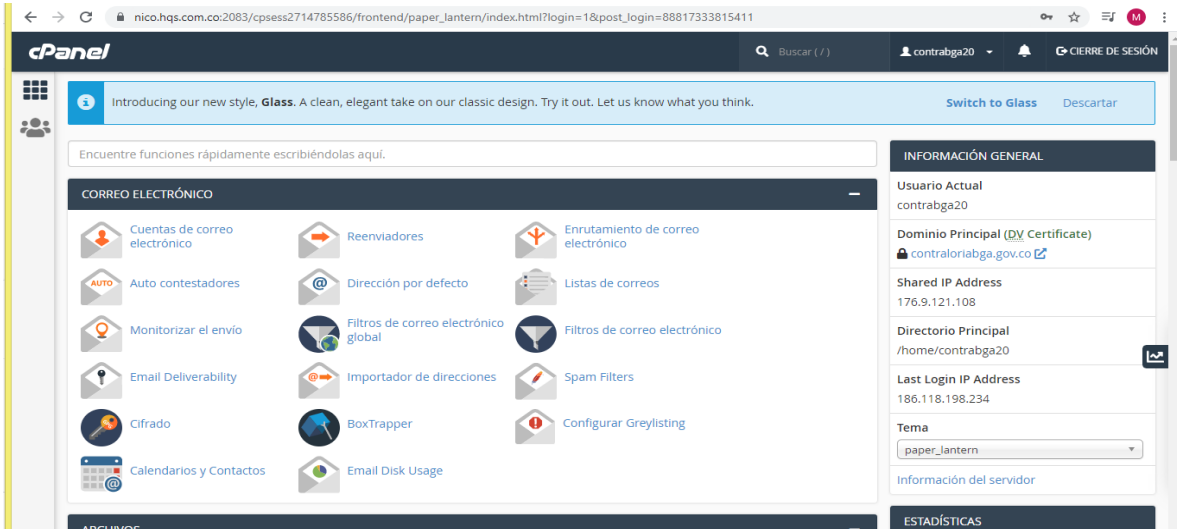 nico.hqs.com.co:2083/cpsess2714785586/frontend/paper_lantern/index.html?login=1&post_login=88817333815411
M
cPanel
Buscar ( / )
contrabga20
CIERRE DE SESIÓN
Introducing our new style, Glass. A clean, elegant take on our classic design. Try it out. Let us know what you think.
Switch to Glass
Descartar
Encuentre funciones rápidamente escribiéndolas aquí.
CORREO ELECTRÓNICO
Cuentas de correo
electrónico
Reenviadores
Enrutamiento de correo
electrónico
AUTO
Auto contestadores
@
Dirección por defecto
Listas de correos
Monitorizar el envío
Filtros de correo electrónico
global
Filtros de correo electrónico
Email Deliverability
@
Importador de direcciones
Spam Filters
Cifrado
BoxTrapper
Configurar Greylisting
@
Calendarios y Contactos
Email Disk Usage
ARCHIVOS
INFORMACIÓN GENERAL
Usuario Actual
contrabga20
Dominio Principal (DV Certificate)
contraloriabga.gov.co
Shared IP Address
176.9.121.108
Directorio Principal
/home/contrabga20
Last Login IP Address
186.118.198.234
Tema
paper_lantern
Información del servidor
ESTADÍSTICAS